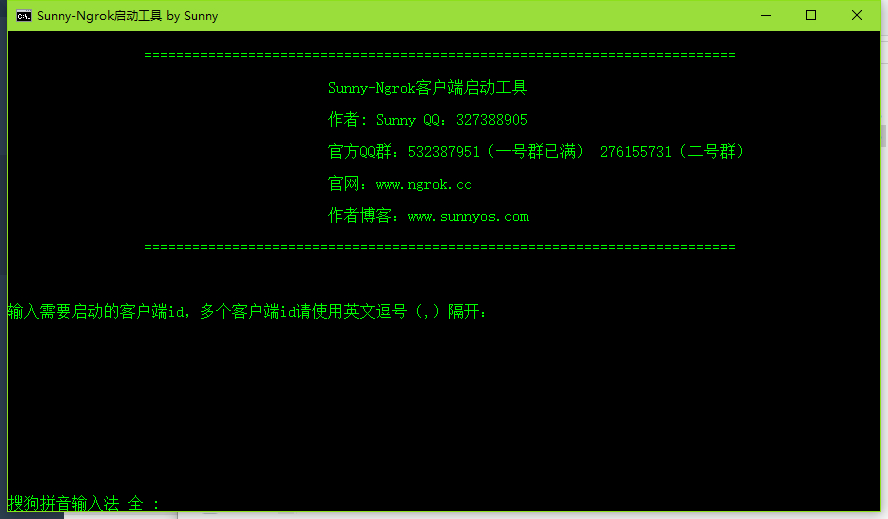 Sunny-Ngrok启动工具 by Sunny
==========================================================================
Sunny-Ngrok客户端启动工具
作者: Sunny QQ：327388905
官方QQ群：532387951（一号群已满） 276155731（二号群）
官网：www.ngrok.cc
作者博客：www.sunnyos.com
==========================================================================
输入需要启动的客户端id，多个客户端id请使用英文逗号（,）隔开：
搜狗拼音输入法 全 :